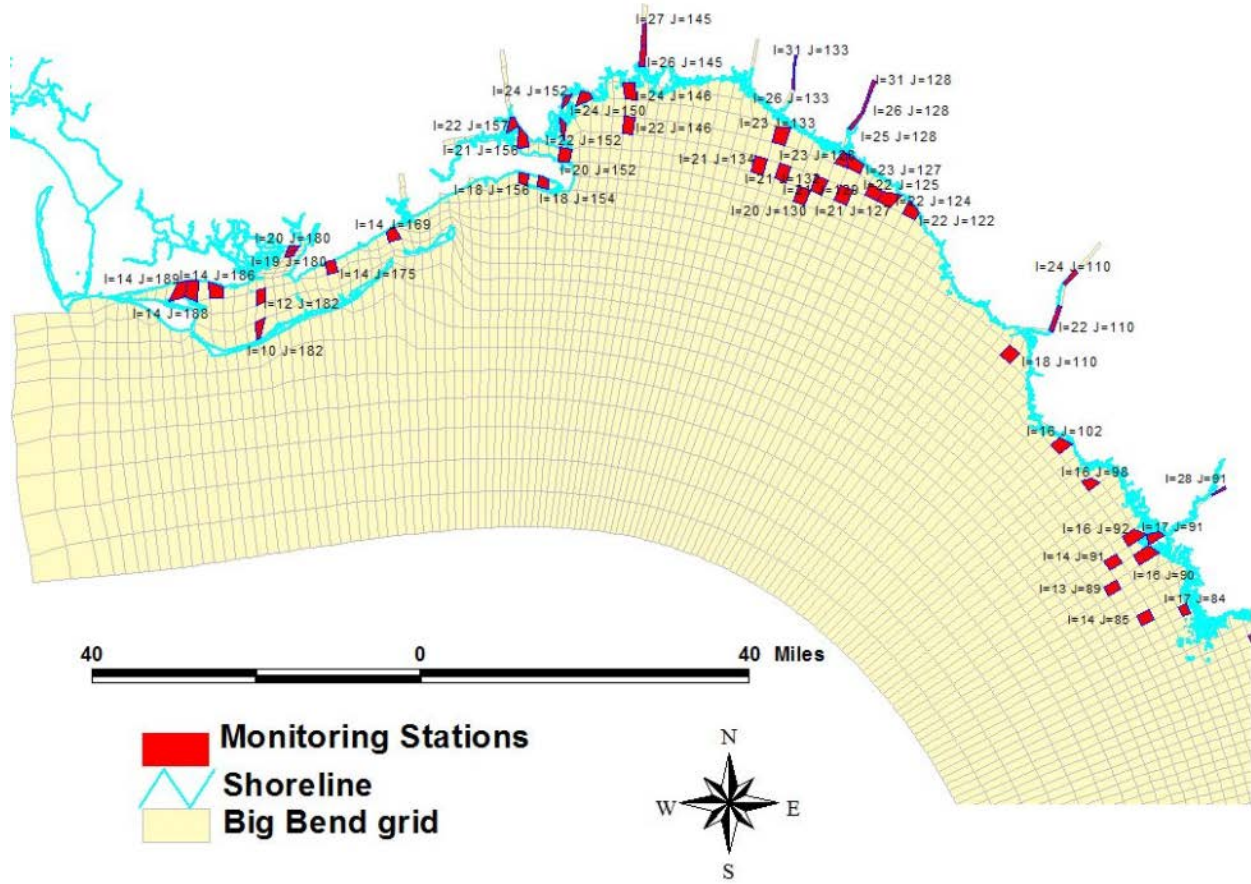 I=27 J=145
I=31 J=133
I=26 J=145
I=31 J=128
I=24 J=152
I=24 J=146
I=26 J=133
I=24 J=150
I=26 J=128
I=22 J=157
I=22 J=146
I=23 J=133
I=25 J=128
I=22 J=152
I=21 J=156
I=21 J=134
I=23 J=127
I=20 J=152
I=22 J=125
I=18 J=156
I=18 J=154
I=22 J=124
I=20 J=130
I=21 J=127
I=22 J=122
I=14 J=169
I=20 J=180
I=19 J=180
I=24 J=110
I=14 J=189
I=14 J=186
I=14 J=175
I=12 J=182
I=14 J=188
I=22 J=110
I=10 J=182
I=18 J=110
I=16 J=102
I=16 J=98
I=28 J=91
I=16 J=92
I=17 J=91
I=14 J=91
I=16 J=90
I=13 J=89
I=17 J=84
I=14 J=85
40 0 40 Miles
Monitoring Stations
Shoreline
Big Bend grid
N
W E
S